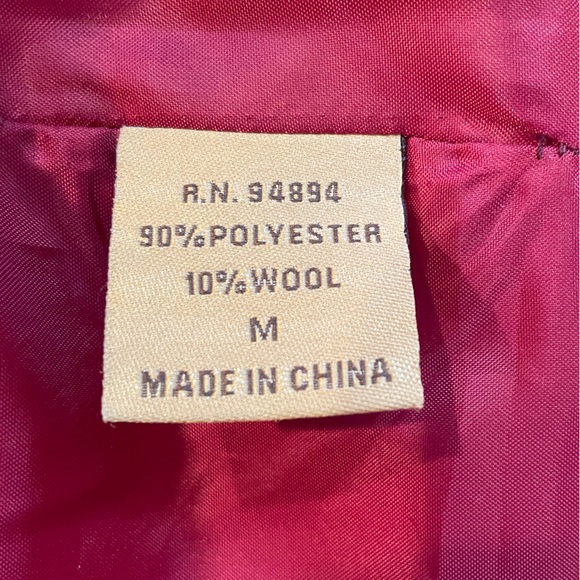 R.N. 94894
90%POLYESTER
10%WOOL
M
MADE IN CHINA